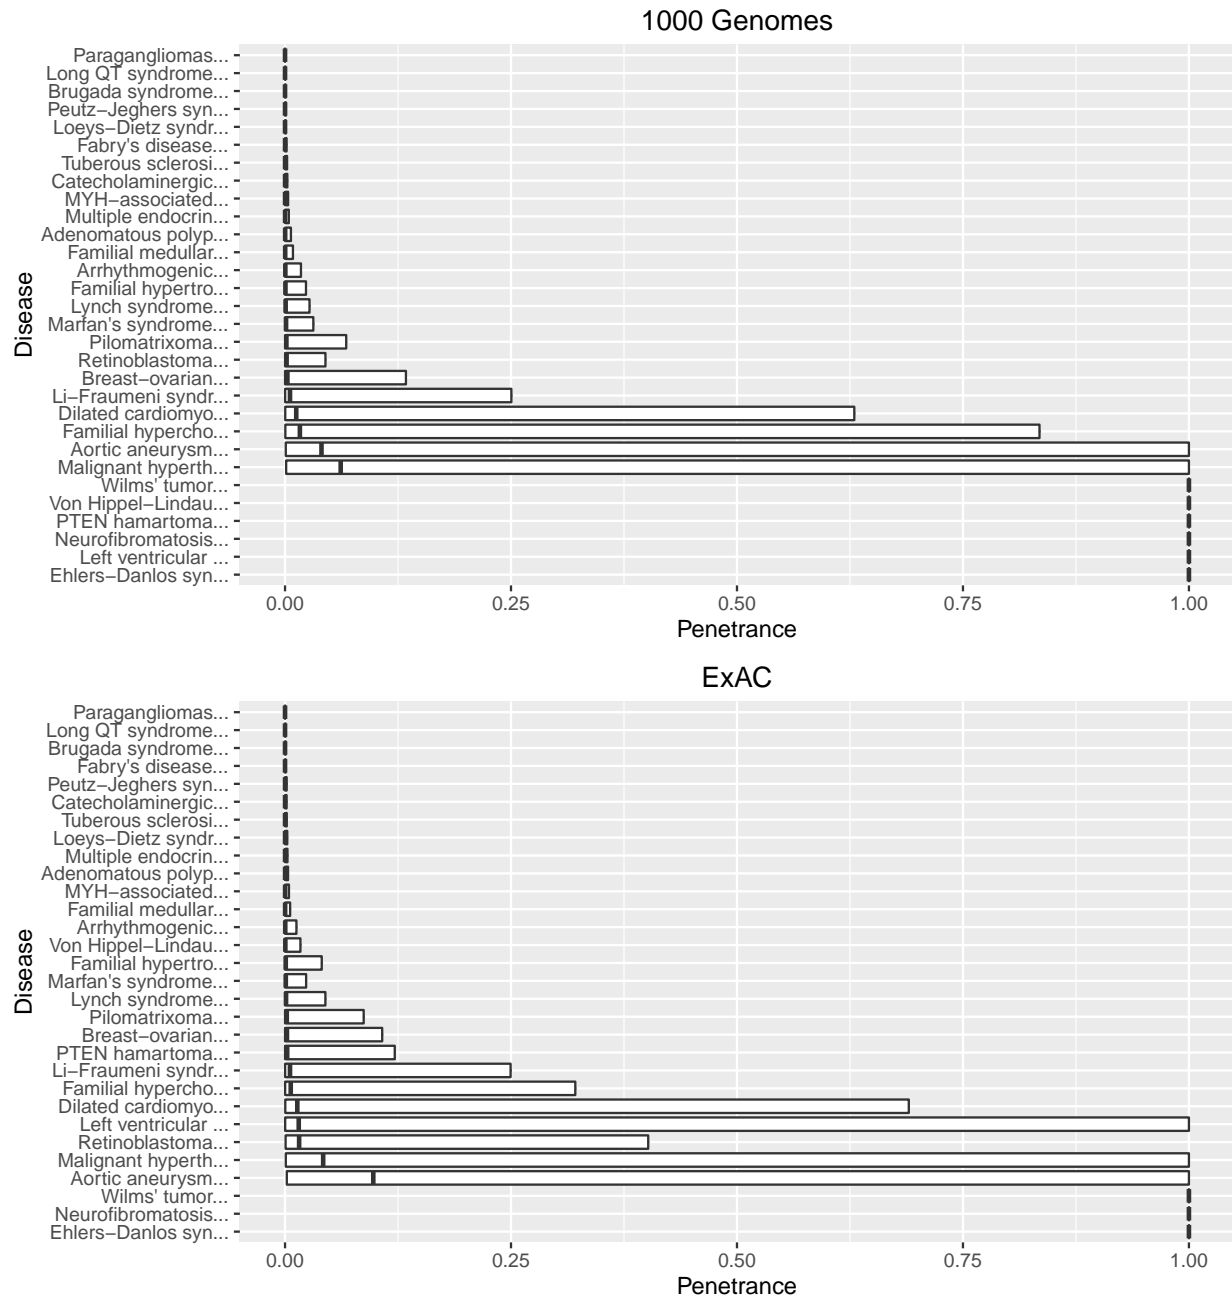 1000 Genomes
Disease
Paragangliomas...
Long QT syndrome...
Brugada syndrome...
Peutz−Jeghers syn...
Loeys−Dietz syndr...
Fabry's disease...
Tuberous sclerosi...
Catecholaminergic...
MYH−associated...
Multiple endocrin...
Adenomatous polyp...
Familial medullar...
Arrhythmogenic...
Familial hypertro...
Lynch syndrome...
Marfan's syndrome...
Pilomatrixoma...
Retinoblastoma...
Breast−ovarian...
Li−Fraumeni syndr...
Dilated cardiomyo...
Familial hypercho...
Aortic aneurysm...
Malignant hyperth...
Wilms' tumor...
Von Hippel−Lindau...
PTEN hamartoma...
Neurofibromatosis...
Left ventricular ...
Ehlers−Danlos syn...
0.00 0.25 0.50 0.75 1.00
Penetrance
ExAC
Disease
Paragangliomas...
Long QT syndrome...
Brugada syndrome...
Fabry's disease...
Peutz−Jeghers syn...
Catecholaminergic...
Tuberous sclerosi...
Loeys−Dietz syndr...
Multiple endocrin...
Adenomatous polyp...
MYH−associated...
Familial medullar...
Arrhythmogenic...
Von Hippel−Lindau...
Familial hypertro...
Marfan's syndrome...
Lynch syndrome...
Pilomatrixoma...
Breast−ovarian...
PTEN hamartoma...
Li−Fraumeni syndr...
Familial hypercho...
Dilated cardiomyo...
Left ventricular ...
Retinoblastoma...
Malignant hyperth...
Aortic aneurysm...
Wilms' tumor...
Neurofibromatosis...
Ehlers−Danlos syn...
0.00 0.25 0.50 0.75 1.00
Penetrance